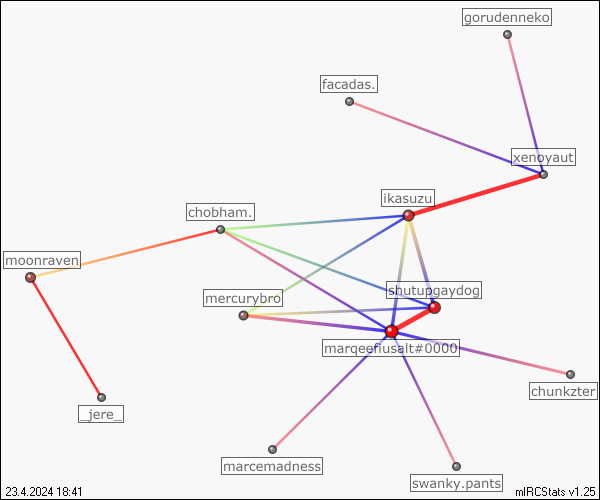 gorudenneko
facadas.
xenoyaut
ikasuzu
chobham.
moonraven
shutupgaydog
mercurybro
marqeefiusalt#0000
chunkzter
_jere_
marcemadness
swanky.pants
23.4.2024 18:41
mIRCStats v1.25